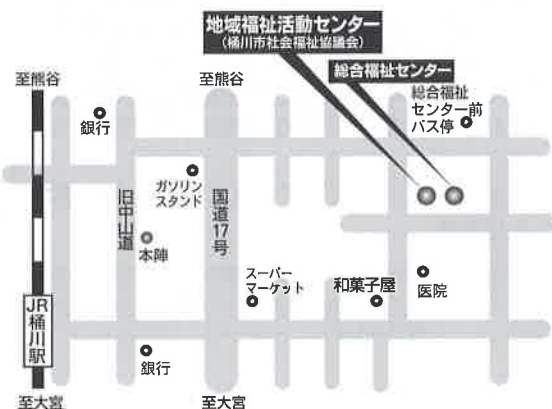 地域福祉活動センター
(桶川市社会福祉協議会)
総合福祉センター
至熊谷
至熊谷
総合福祉
センター前
バス停
銀行
ガソリン
スタンド
旧中山道
国道17号
本陣
スーパー
マーケット
和菓子屋
医院
JR桶川駅
銀行
至大宮
至大宮